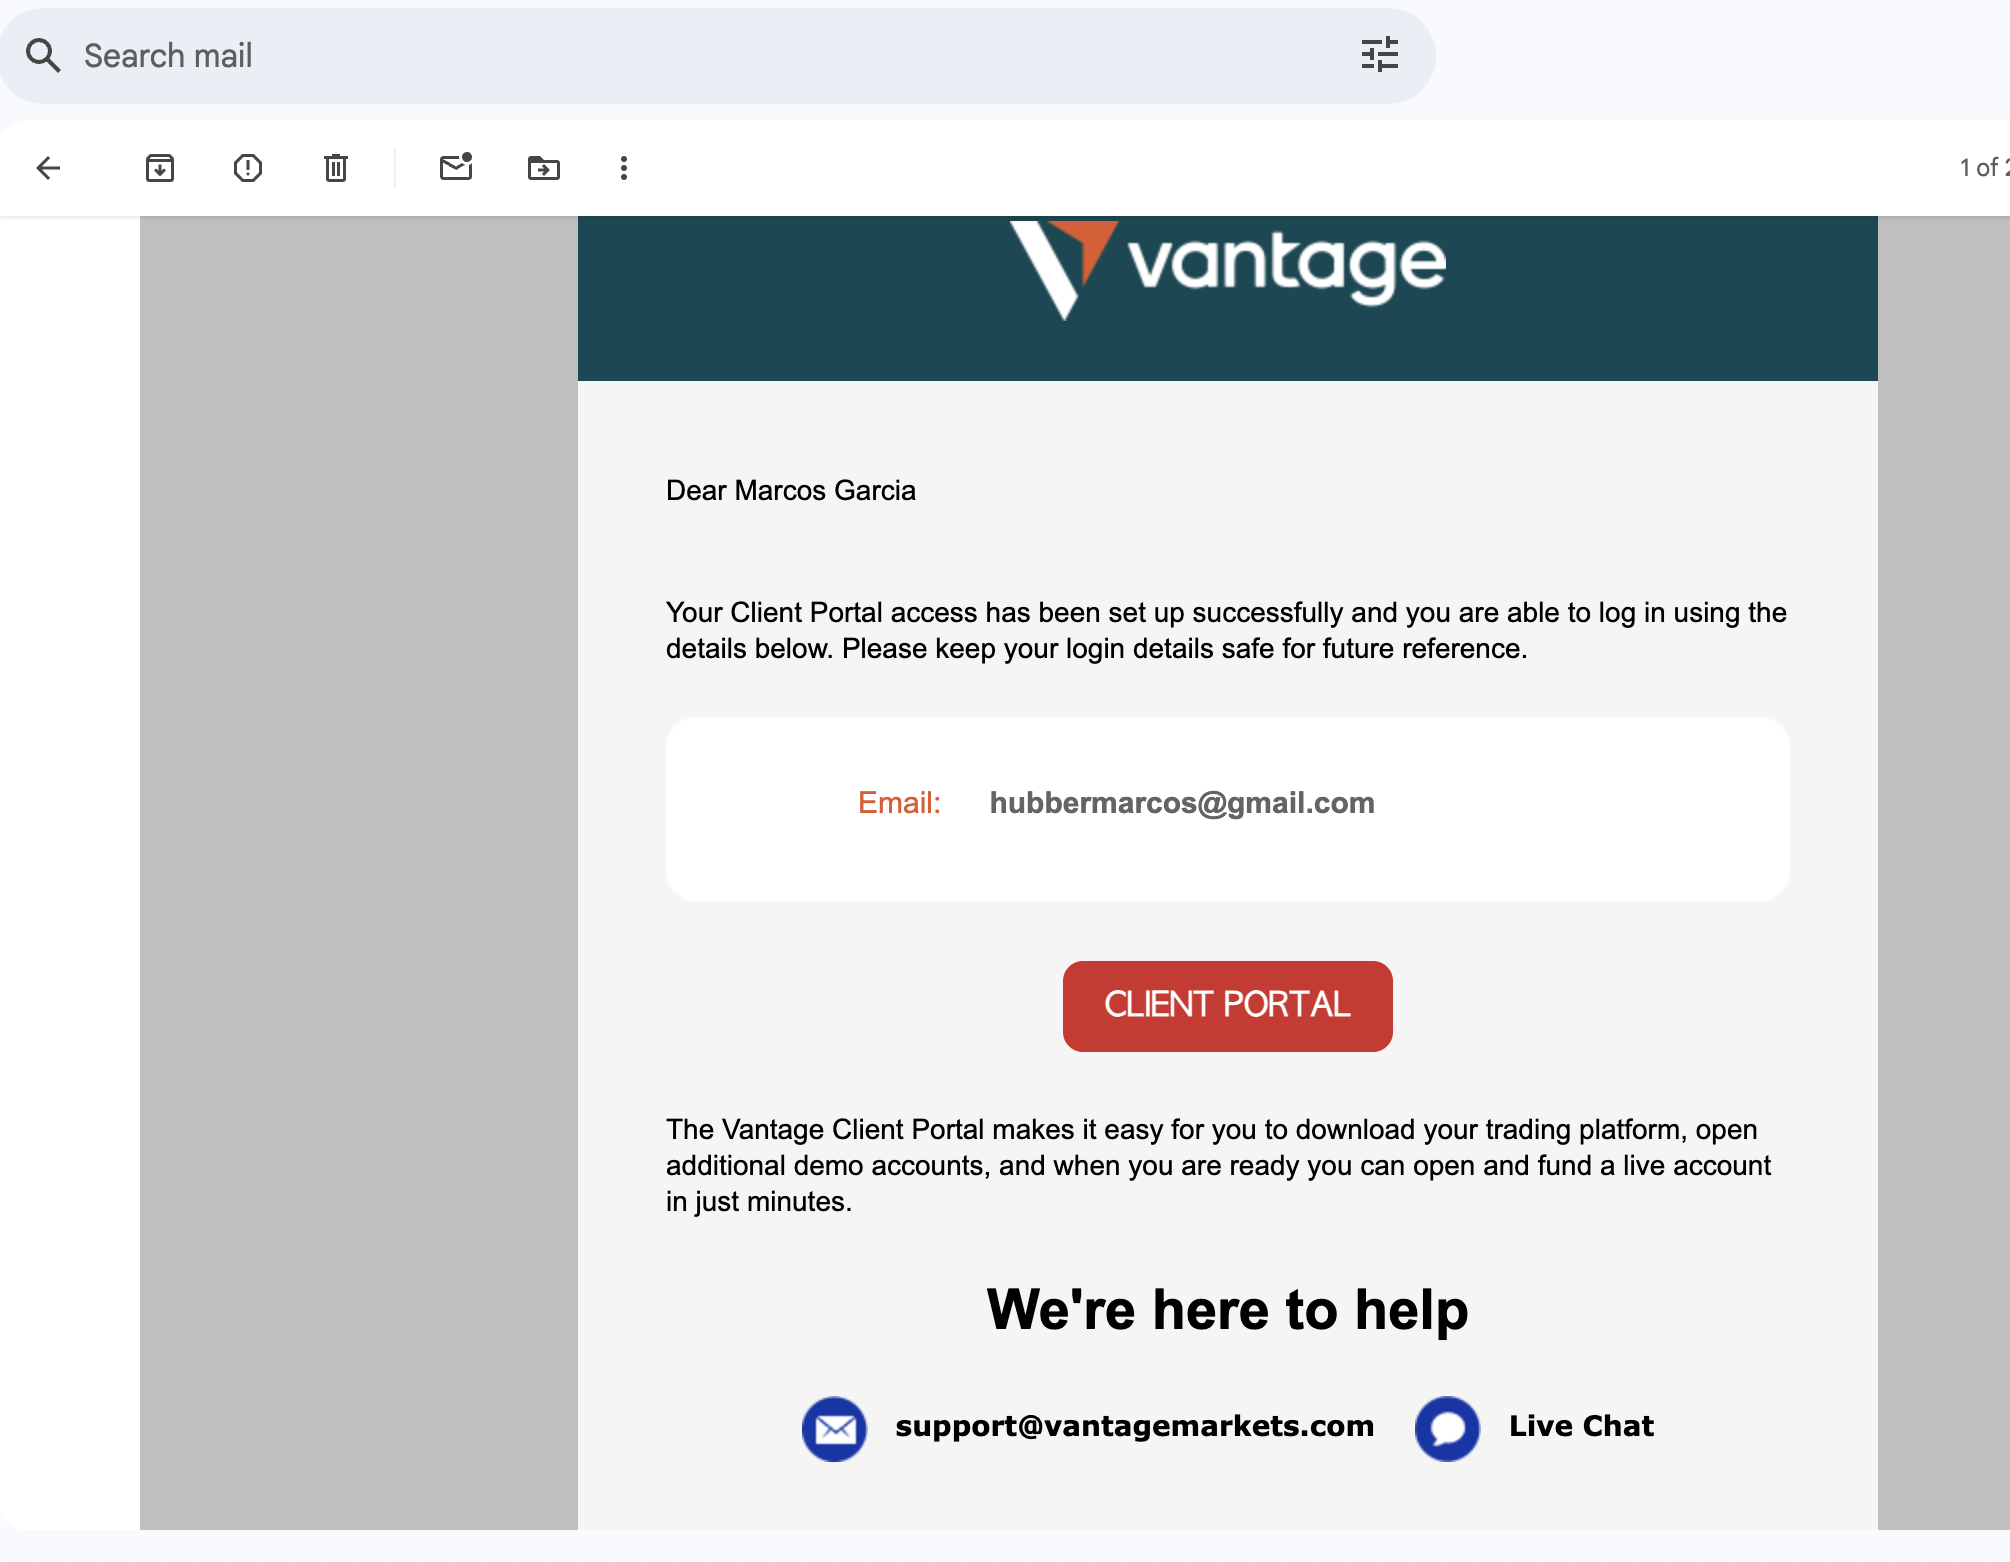 Search mail
1 of 2
vantage
Dear Marcos Garcia
Your Client Portal access has been set up successfully and you are able to log in using the
details below. Please keep your login details safe for future reference.
Email: hubbermarcos@gmail.com
CLIENT PORTAL
The Vantage Client Portal makes it easy for you to download your trading platform, open
additional demo accounts, and when you are ready you can open and fund a live account
in just minutes.
We're here to help
support@vantagemarkets.com Live Chat